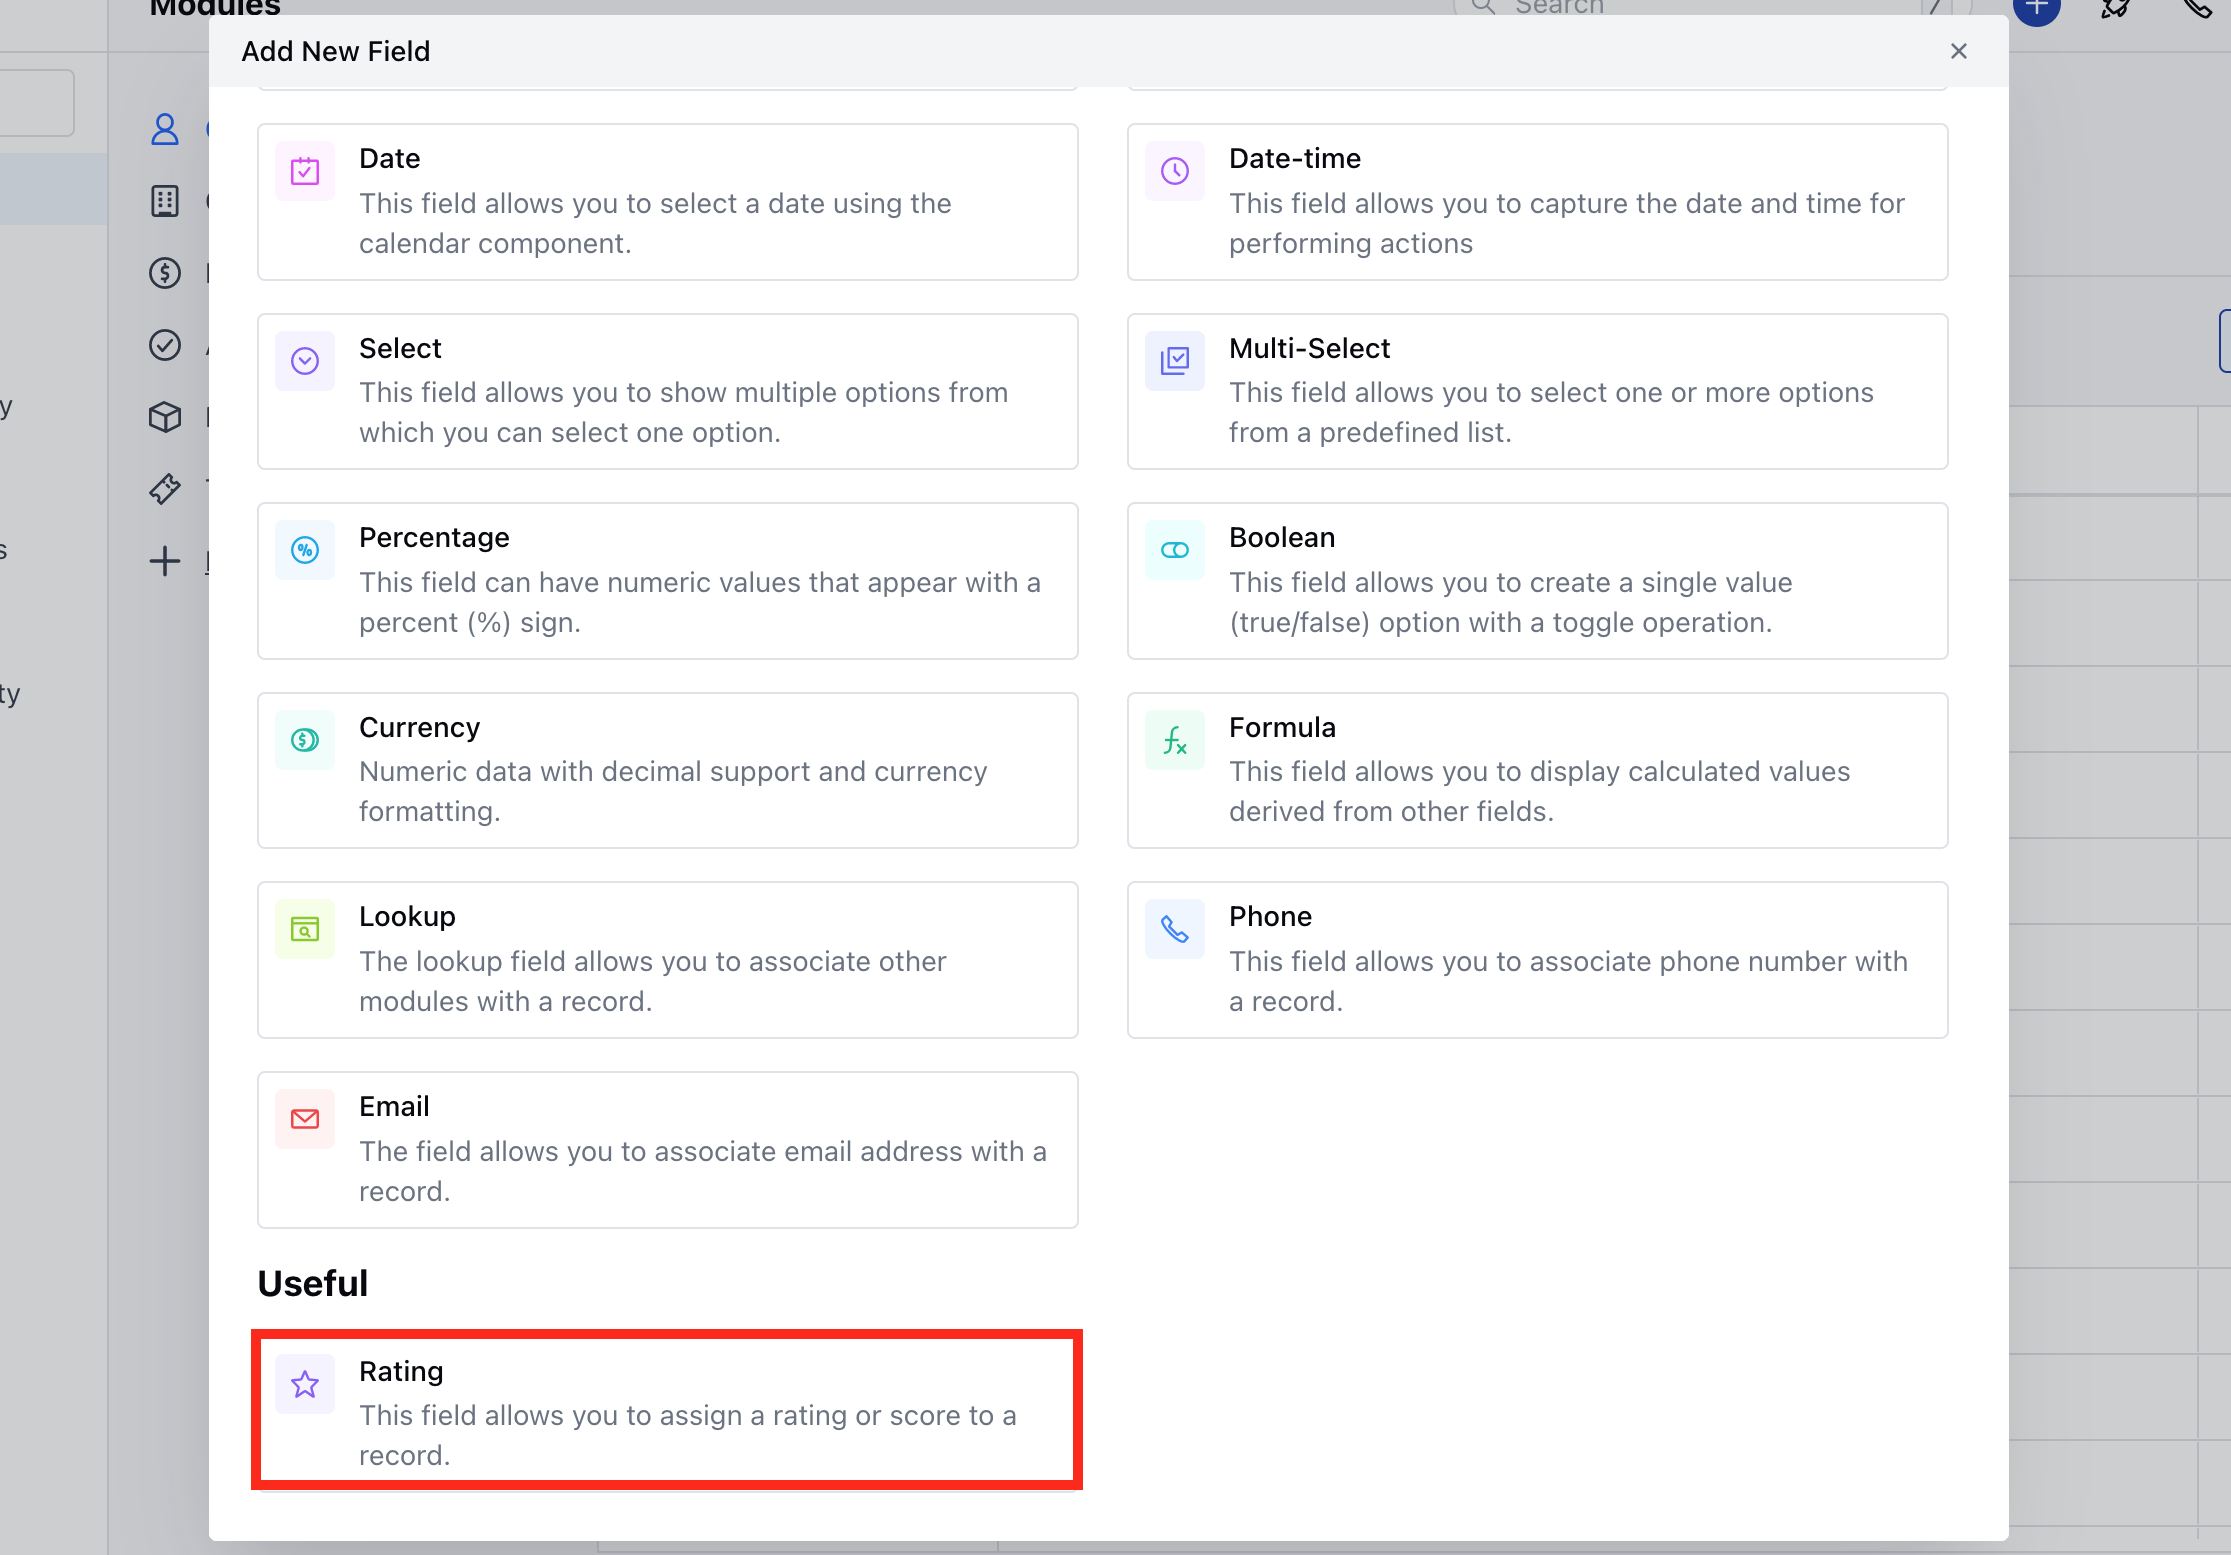 Modules
Search
/
Add New Field
Date
This field allows you to select a date using the
calendar component.
Date-time
This field allows you to capture the date and time for
performing actions
Select
This field allows you to show multiple options from
which you can select one option.
Multi-Select
This field allows you to select one or more options
from a predefined list.
Percentage
This field can have numeric values that appear with a
percent (%) sign.
Boolean
This field allows you to create a single value
(true/false) option with a toggle operation.
Currency
Numeric data with decimal support and currency
formatting.
Formula
This field allows you to display calculated values
derived from other fields.
Lookup
The lookup field allows you to associate other
modules with a record.
Phone
This field allows you to associate phone number with
a record.
Email
The field allows you to associate email address with a
record.
Useful
Rating
This field allows you to assign a rating or score to a
record.